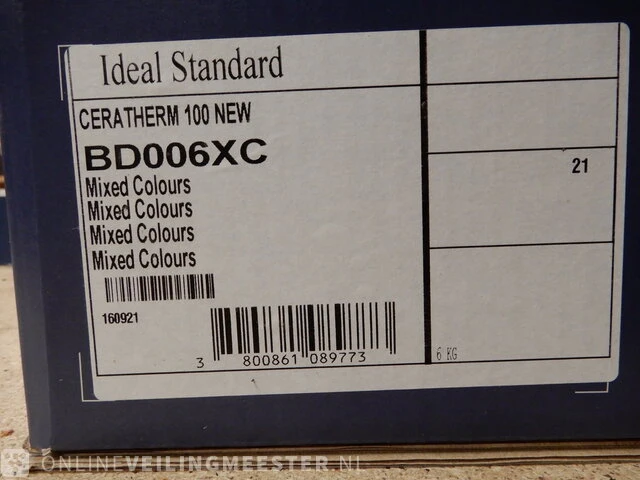 Ideal Standard
CERATHERM 100 NEW
BD006XC
21
Mixed Colours
Mixed Colours
Mixed Colours
Mixed Colours
160921
3 800861 089773
6 KG
ONLINEVEILINGMEESTER.NL